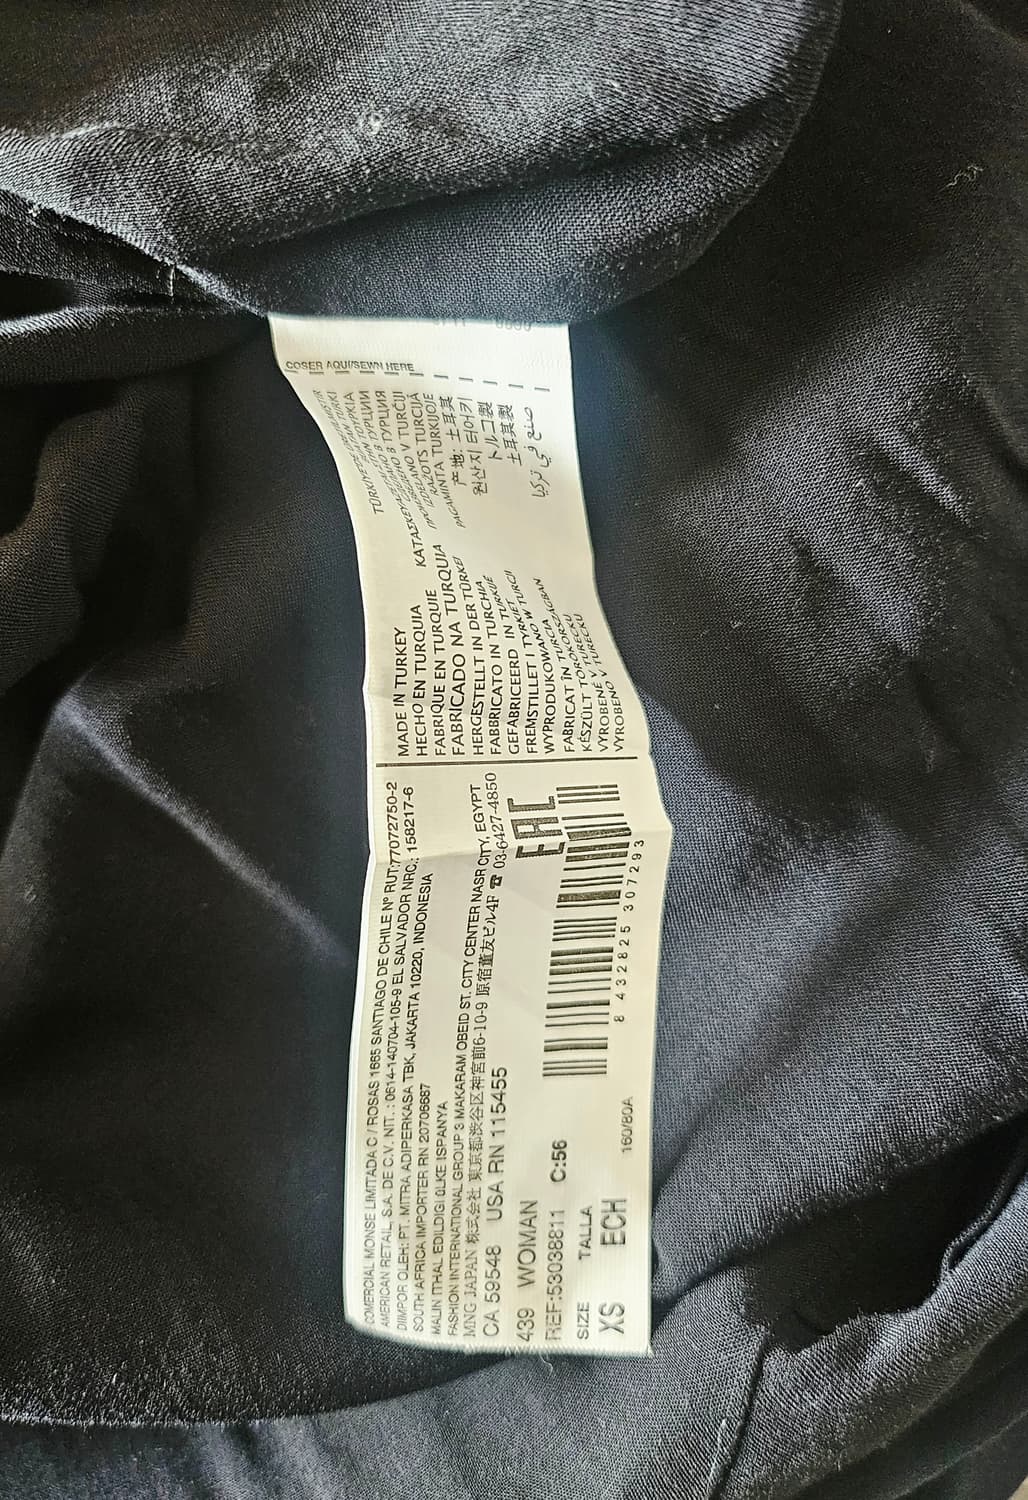 COSER AQUI/SEWN HERE
MADE IN TURKEY
HECHO EN TURQUIA
FABRIQUE EN TURQUIE
FABRICADO NA TURQUIA
HERGESTELLT IN DER TÜRKEI
FABBRICATO IN TURCHIA
GEFABRICEERD IN TURKIJE
FREMSTILLET I TYRKIET
WYPRODUKOWANO W TURCJI
FABRICAT ÎN TURCIA
KÉSZÜLT TÖRÖKORSZÁGBAN
VYROBENÉ V TURECKU
VYROBENO V TURECKU
RAŽOTS TURCIJĀ
PAGAMINTA TURKIJOJE
产地: 土耳其
원산지 터어키
トルコ製
土耳其製
صنع في تركيا
COMERCIAL MONSE LIMITADA C / ROSAS 1665 SANTIAGO DE CHILE Nº RUT:77072750-2
AMERICAN RETAIL, S.A. DE C.V. NIT. : 0614-140704-105-9 EL SALVADOR NRC.: 158217-6
DIIMPOR OLEH: PT. MITRA ADIPERKASA TBK, JAKARTA 10220, INDONESIA
SOUTH AFRICA IMPORTER RN 20706687
MALIN ITHAL EDILDIGI ÜLKE ISPANYA
FASHION INTERNATIONAL GROUP 3 MAKARAM OBEID ST. CITY CENTER NASR CITY, EGYPT
MNG JAPAN 株式会社 東京都渋谷区神宮前6-10-9 原宿董友ビル4F ☎ 03-6427-4850
CA 59548 USA RN 115455
EAC
439 WOMAN
REF:53038811 C:56
SIZE TALLA
XS ECH 160/80A
8 432825 307293